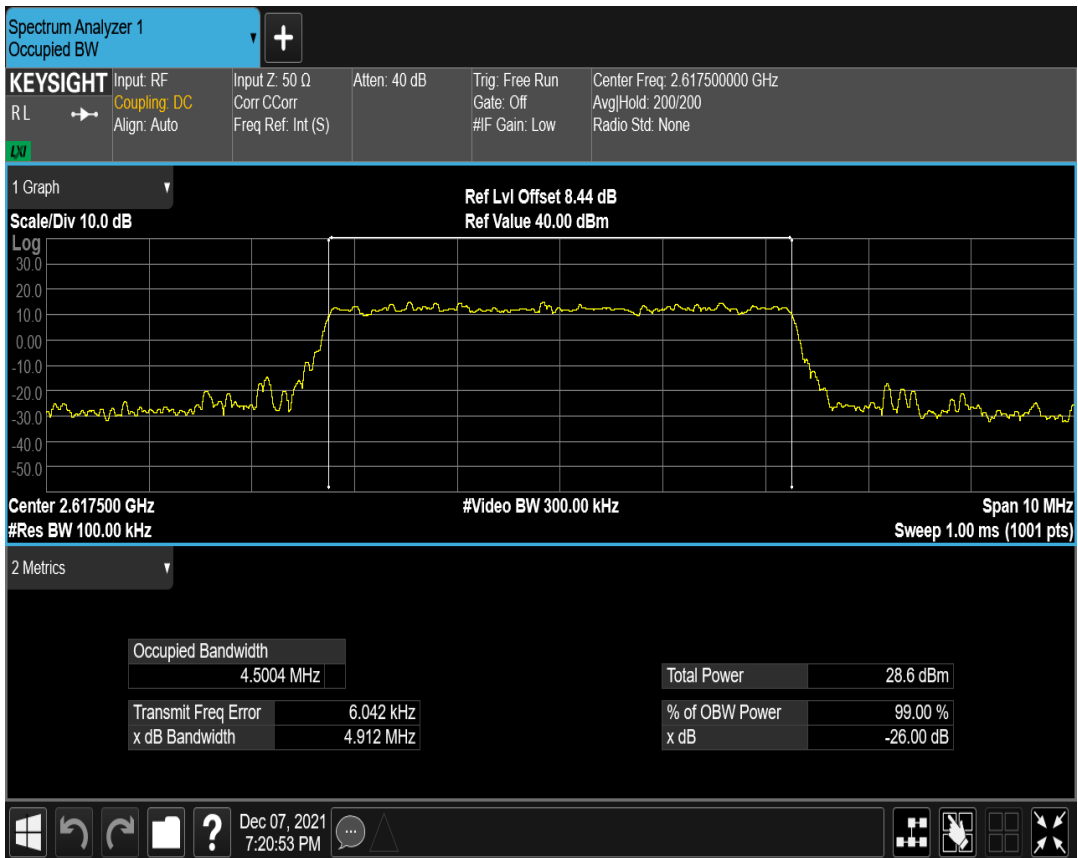 Spectrum Analyzer 1
Occupied BW
+
KEYSIGHT
R L
LXI
Input: RF
Coupling: DC
Align: Auto
Input Z: 50 Ω
Corr CCorr
Freq Ref: Int (S)
Atten: 40 dB
Trig: Free Run
Gate: Off
#IF Gain: Low
Center Freq: 2.617500000 GHz
Avg|Hold: 200/200
Radio Std: None
1 Graph
Scale/Div 10.0 dB
Ref Lvl Offset 8.44 dB
Ref Value 40.00 dBm
Log
30.0
20.0
10.0
0.00
-10.0
-20.0
-30.0
-40.0
-50.0
Center 2.617500 GHz
#Res BW 100.00 kHz
#Video BW 300.00 kHz
Span 10 MHz
Sweep 1.00 ms (1001 pts)
2 Metrics
Occupied Bandwidth
4.5004 MHz
Transmit Freq Error 6.042 kHz
x dB Bandwidth 4.912 MHz
Total Power 28.6 dBm
% of OBW Power 99.00 %
x dB -26.00 dB
?
Dec 07, 2021
7:20:53 PM